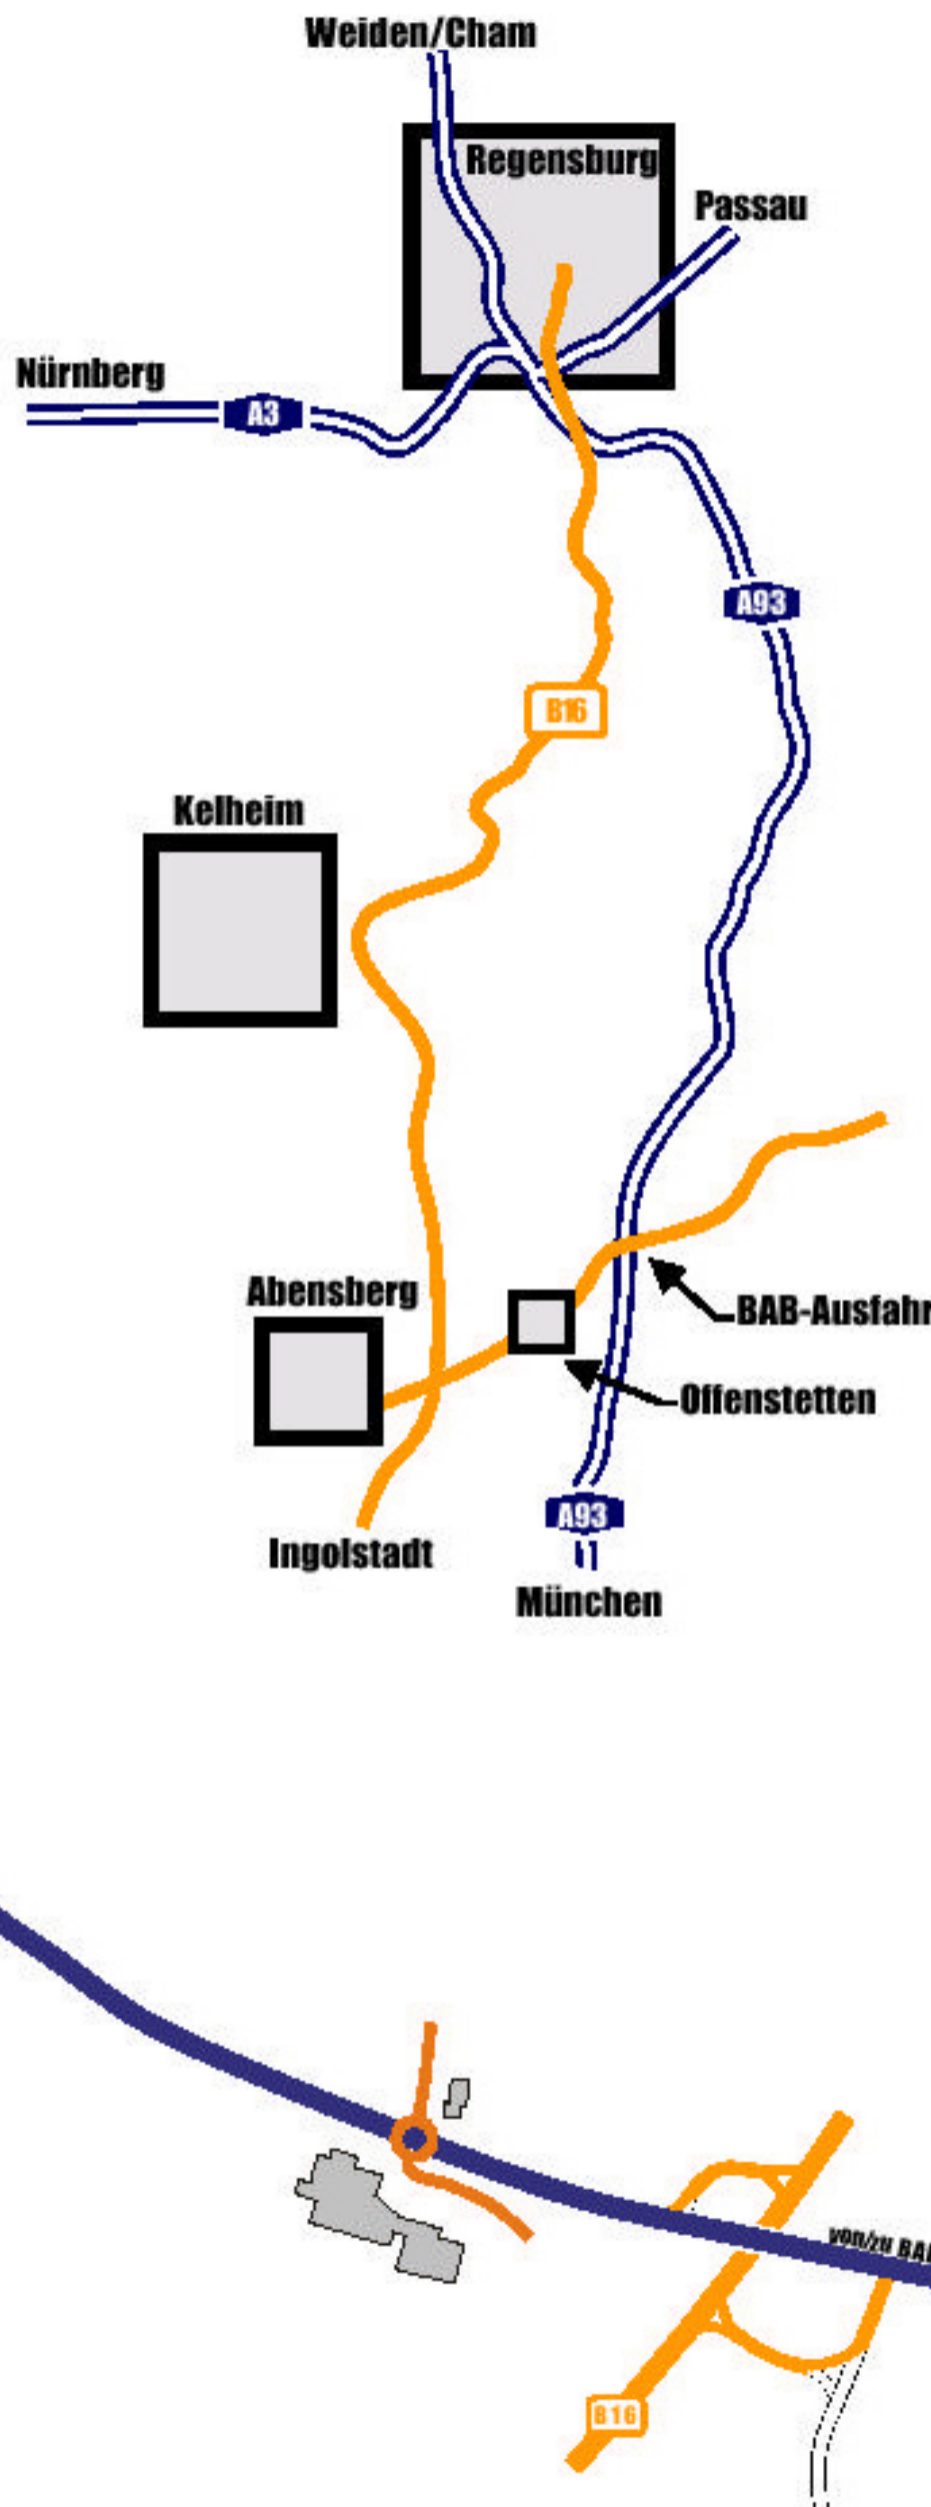 Weiden/Cham
Regensburg
Passau
Nürnberg
A3
A93
B16
Kelheim
Abensberg
BAB-Ausfahr
Offenstetten
A93
Ingolstadt
München
von/zu BAB
B16